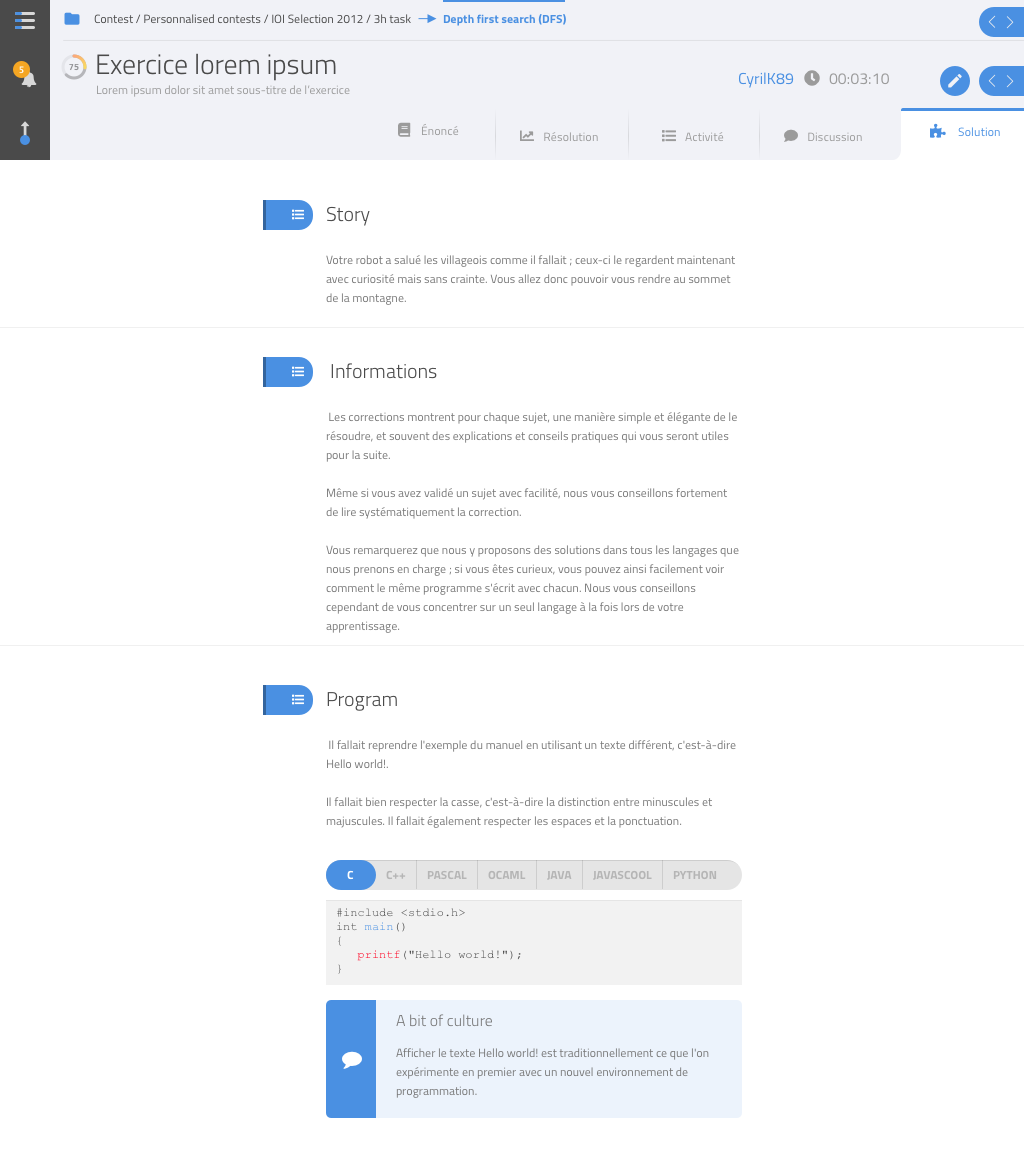 Contest / Personnalised contests / IOI Selection 2012 / 3h task Depth first search (DFS)
75
Exercice lorem ipsum
Lorem ipsum dolor sit amet sous-titre de l'exercice
CyrilK89 00:03:10
5
Énoncé Résolution Activité Discussion Solution
Story
Votre robot a salué les villageois comme il fallait ; ceux-ci le regardent maintenant
avec curiosité mais sans crainte. Vous allez donc pouvoir vous rendre au sommet
de la montagne.
Informations
Les corrections montrent pour chaque sujet, une manière simple et élégante de le
résoudre, et souvent des explications et conseils pratiques qui vous seront utiles
pour la suite.
Même si vous avez validé un sujet avec facilité, nous vous conseillons fortement
de lire systématiquement la correction.
Vous remarquerez que nous y proposons des solutions dans tous les langages que
nous prenons en charge ; si vous êtes curieux, vous pouvez ainsi facilement voir
comment le même programme s'écrit avec chacun. Nous vous conseillons
cependant de vous concentrer sur un seul langage à la fois lors de votre
apprentissage.
Program
Il fallait reprendre l'exemple du manuel en utilisant un texte différent, c'est-à-dire
Hello world!.
Il fallait bien respecter la casse, c'est-à-dire la distinction entre minuscules et
majuscules. Il fallait également respecter les espaces et la ponctuation.
C C++ PASCAL OCAML JAVA JAVASCOOL PYTHON
#include <stdio.h>
int main()
{
printf("Hello world!");
}
A bit of culture
Afficher le texte Hello world! est traditionnellement ce que l'on
expérimente en premier avec un nouvel environnement de
programmation.